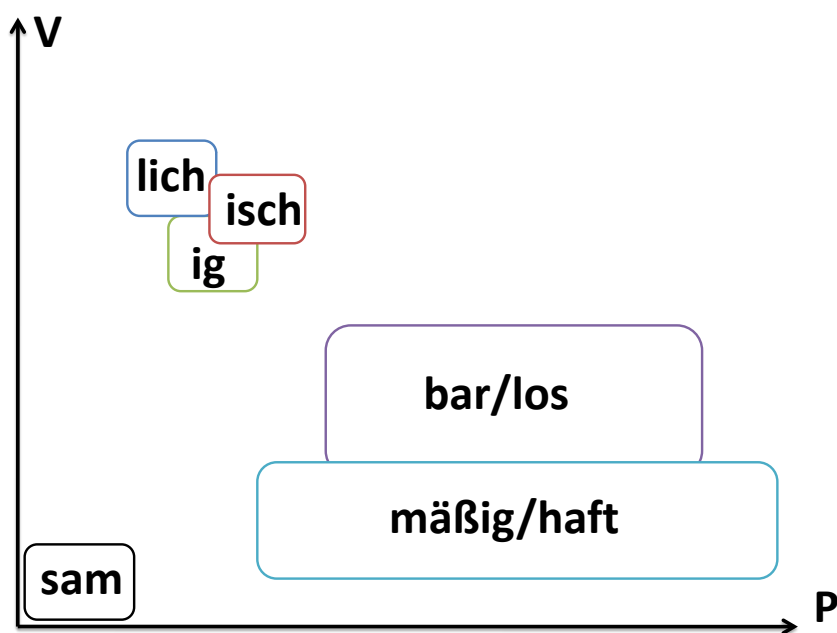 V
lich
isch
ig
bar/los
mäßig/haft
sam
P